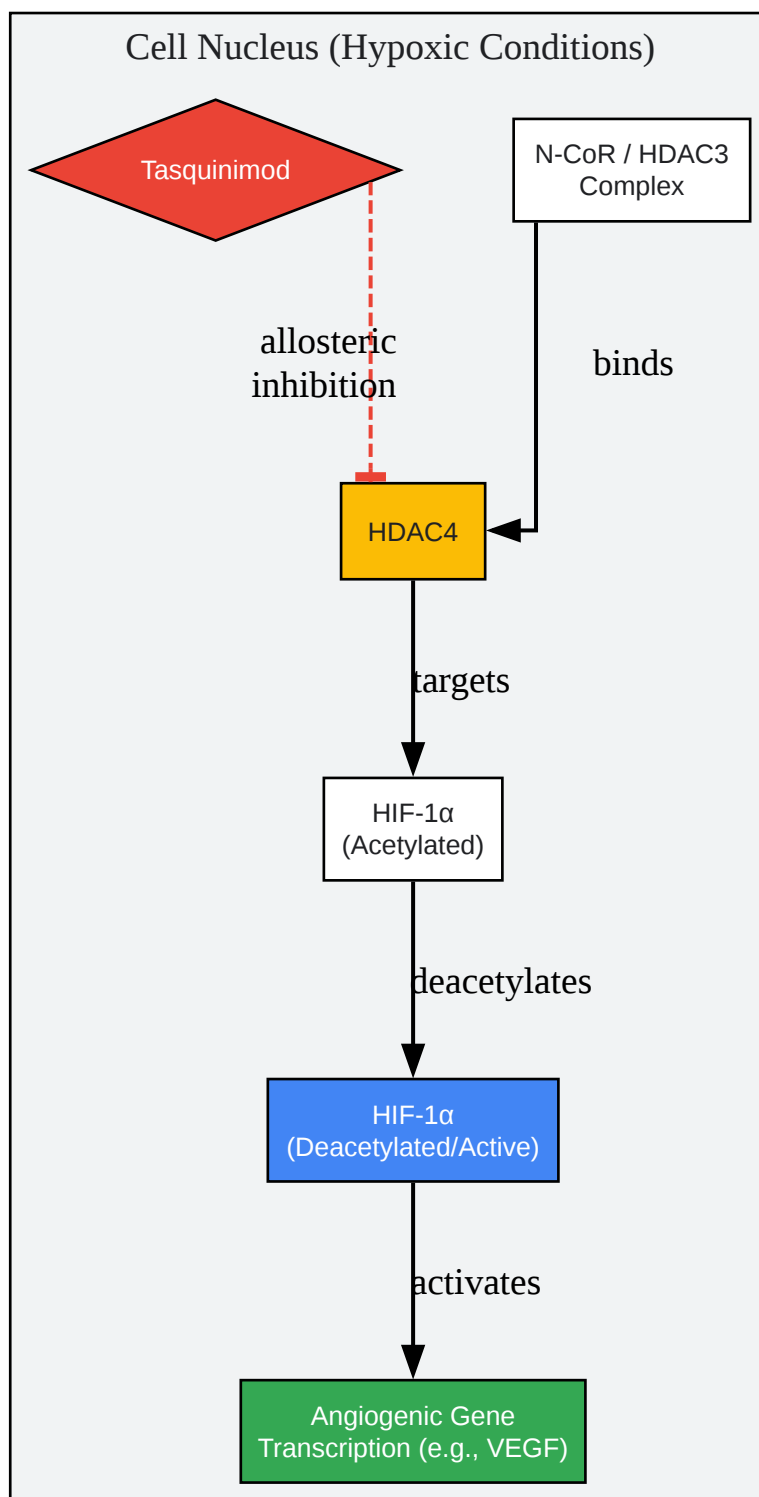 Cell Nucleus (Hypoxic Conditions)
Tasquinimod
N-CoR / HDAC3
Complex
allosteric
inhibition
binds
HDAC4
targets
HIF-1α
(Acetylated)
deacetylates
HIF-1α
(Deacetylated/Active)
activates
Angiogenic Gene
Transcription (e.g., VEGF)